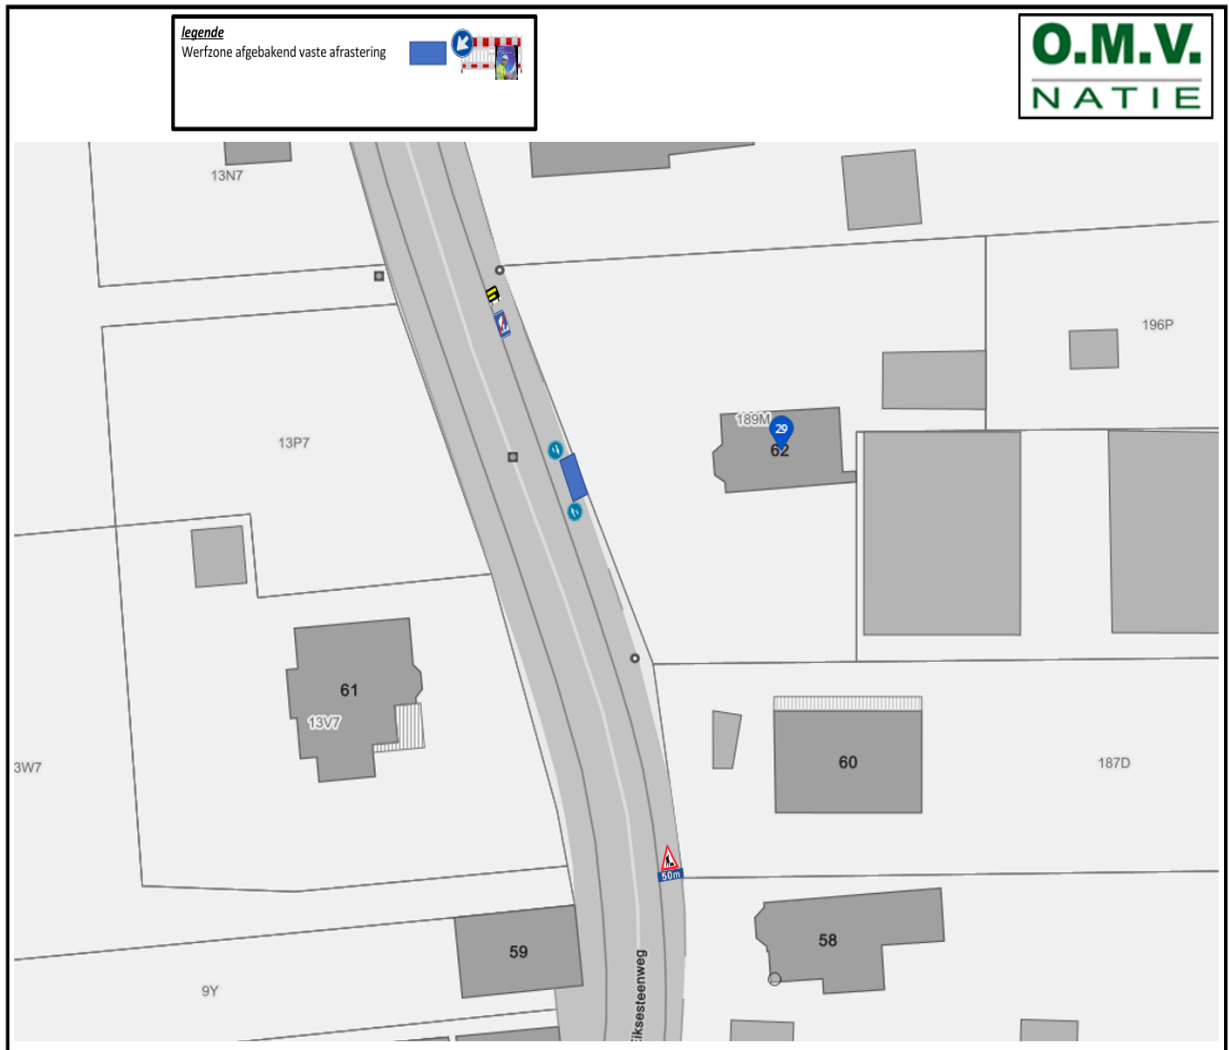 legende
Werfzone afgebakend vaste afrastering
O.M.V.
NATIE
13N7
196P
189M
29
62
13P7
61
13V7
3W7
60
187D
50m
58
59
9Y
iksesteenweg